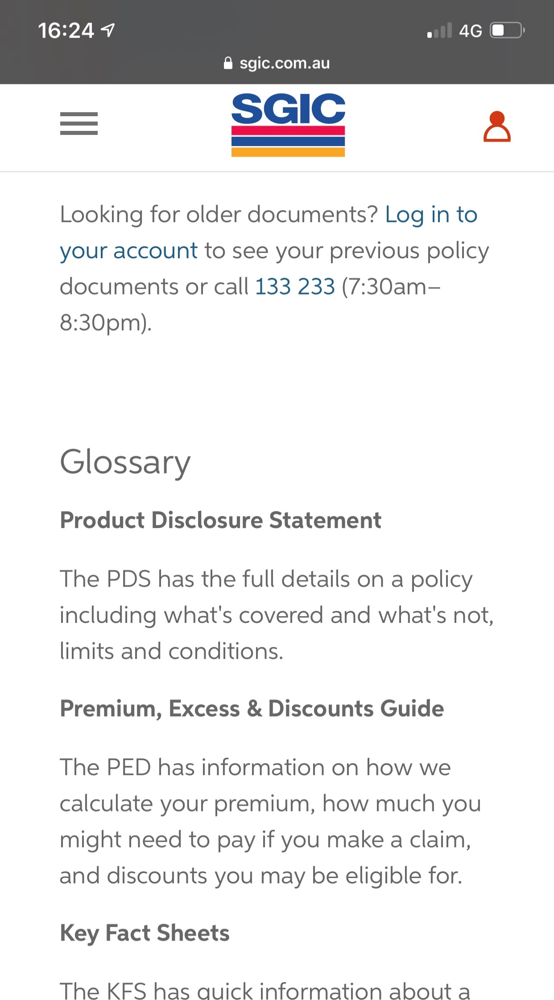 16:24
4G
sgic.com.au
SGIC
Looking for older documents? Log in to
your account to see your previous policy
documents or call 133 233 (7:30am–
8:30pm).
Glossary
Product Disclosure Statement
The PDS has the full details on a policy
including what's covered and what's not,
limits and conditions.
Premium, Excess & Discounts Guide
The PED has information on how we
calculate your premium, how much you
might need to pay if you make a claim,
and discounts you may be eligible for.
Key Fact Sheets
The KFS has quick information about a